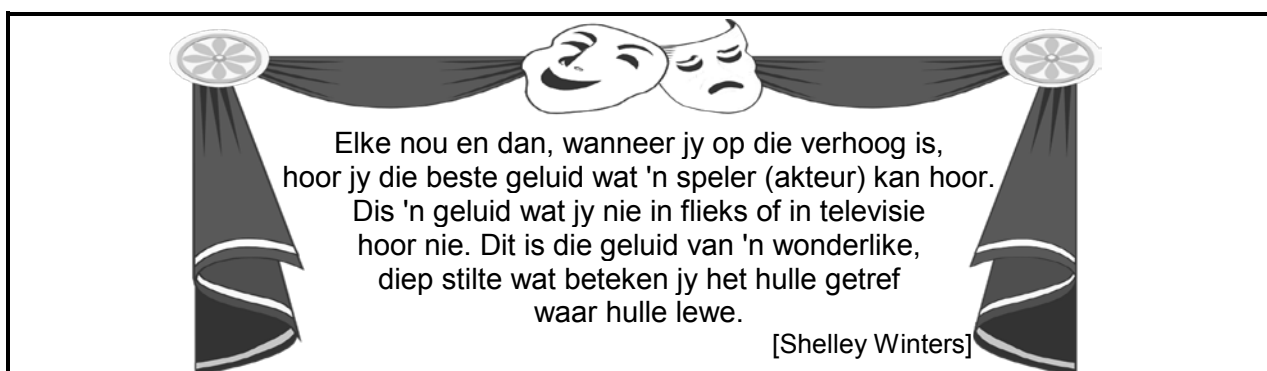 Elke nou en dan, wanneer jy op die verhoog is,
hoor jy die beste geluid wat 'n speler (akteur) kan hoor.
Dis 'n geluid wat jy nie in flieks of in televisie
hoor nie. Dit is die geluid van 'n wonderlike,
diep stilte wat beteken jy het hulle getref
waar hulle lewe.
[Shelley Winters]